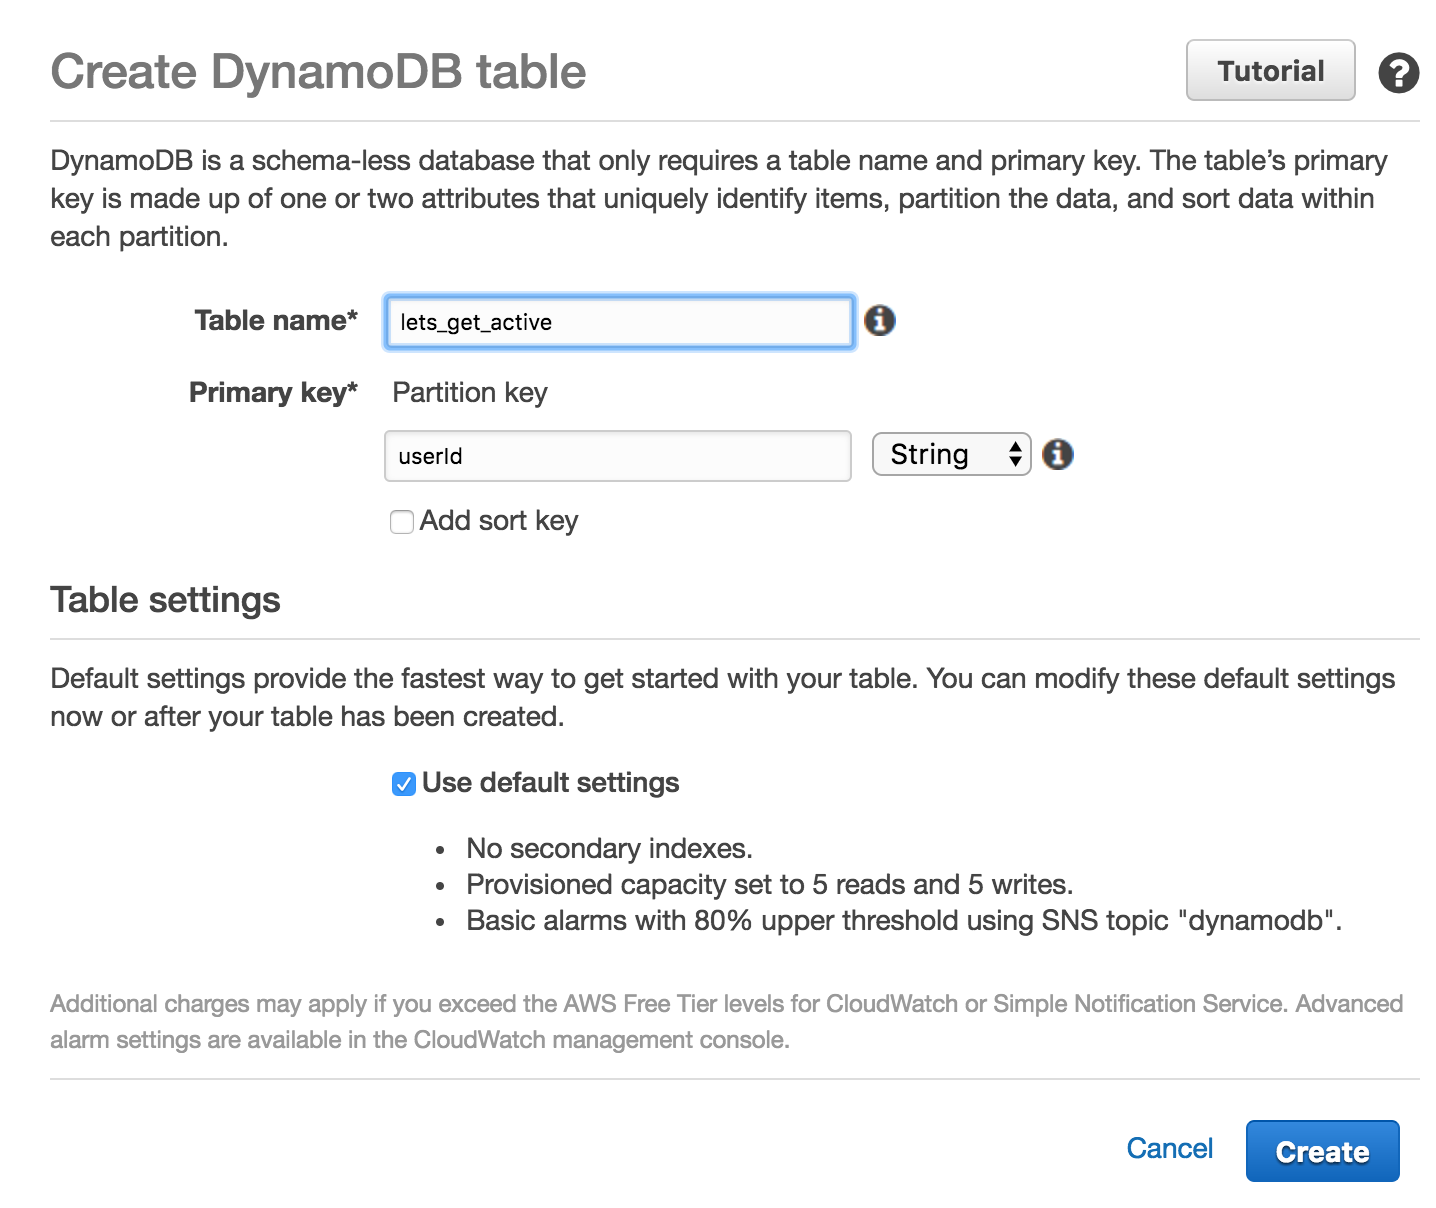 Create DynamoDB table
Tutorial
?
DynamoDB is a schema-less database that only requires a table name and primary key. The table’s primary
key is made up of one or two attributes that uniquely identify items, partition the data, and sort data within
each partition.
Table name* lets_get_active i
Primary key* Partition key
userId String i
Add sort key
Table settings
Default settings provide the fastest way to get started with your table. You can modify these default settings
now or after your table has been created.
Use default settings
• No secondary indexes.
• Provisioned capacity set to 5 reads and 5 writes.
• Basic alarms with 80% upper threshold using SNS topic "dynamodb".
Additional charges may apply if you exceed the AWS Free Tier levels for CloudWatch or Simple Notification Service. Advanced
alarm settings are available in the CloudWatch management console.
Cancel Create